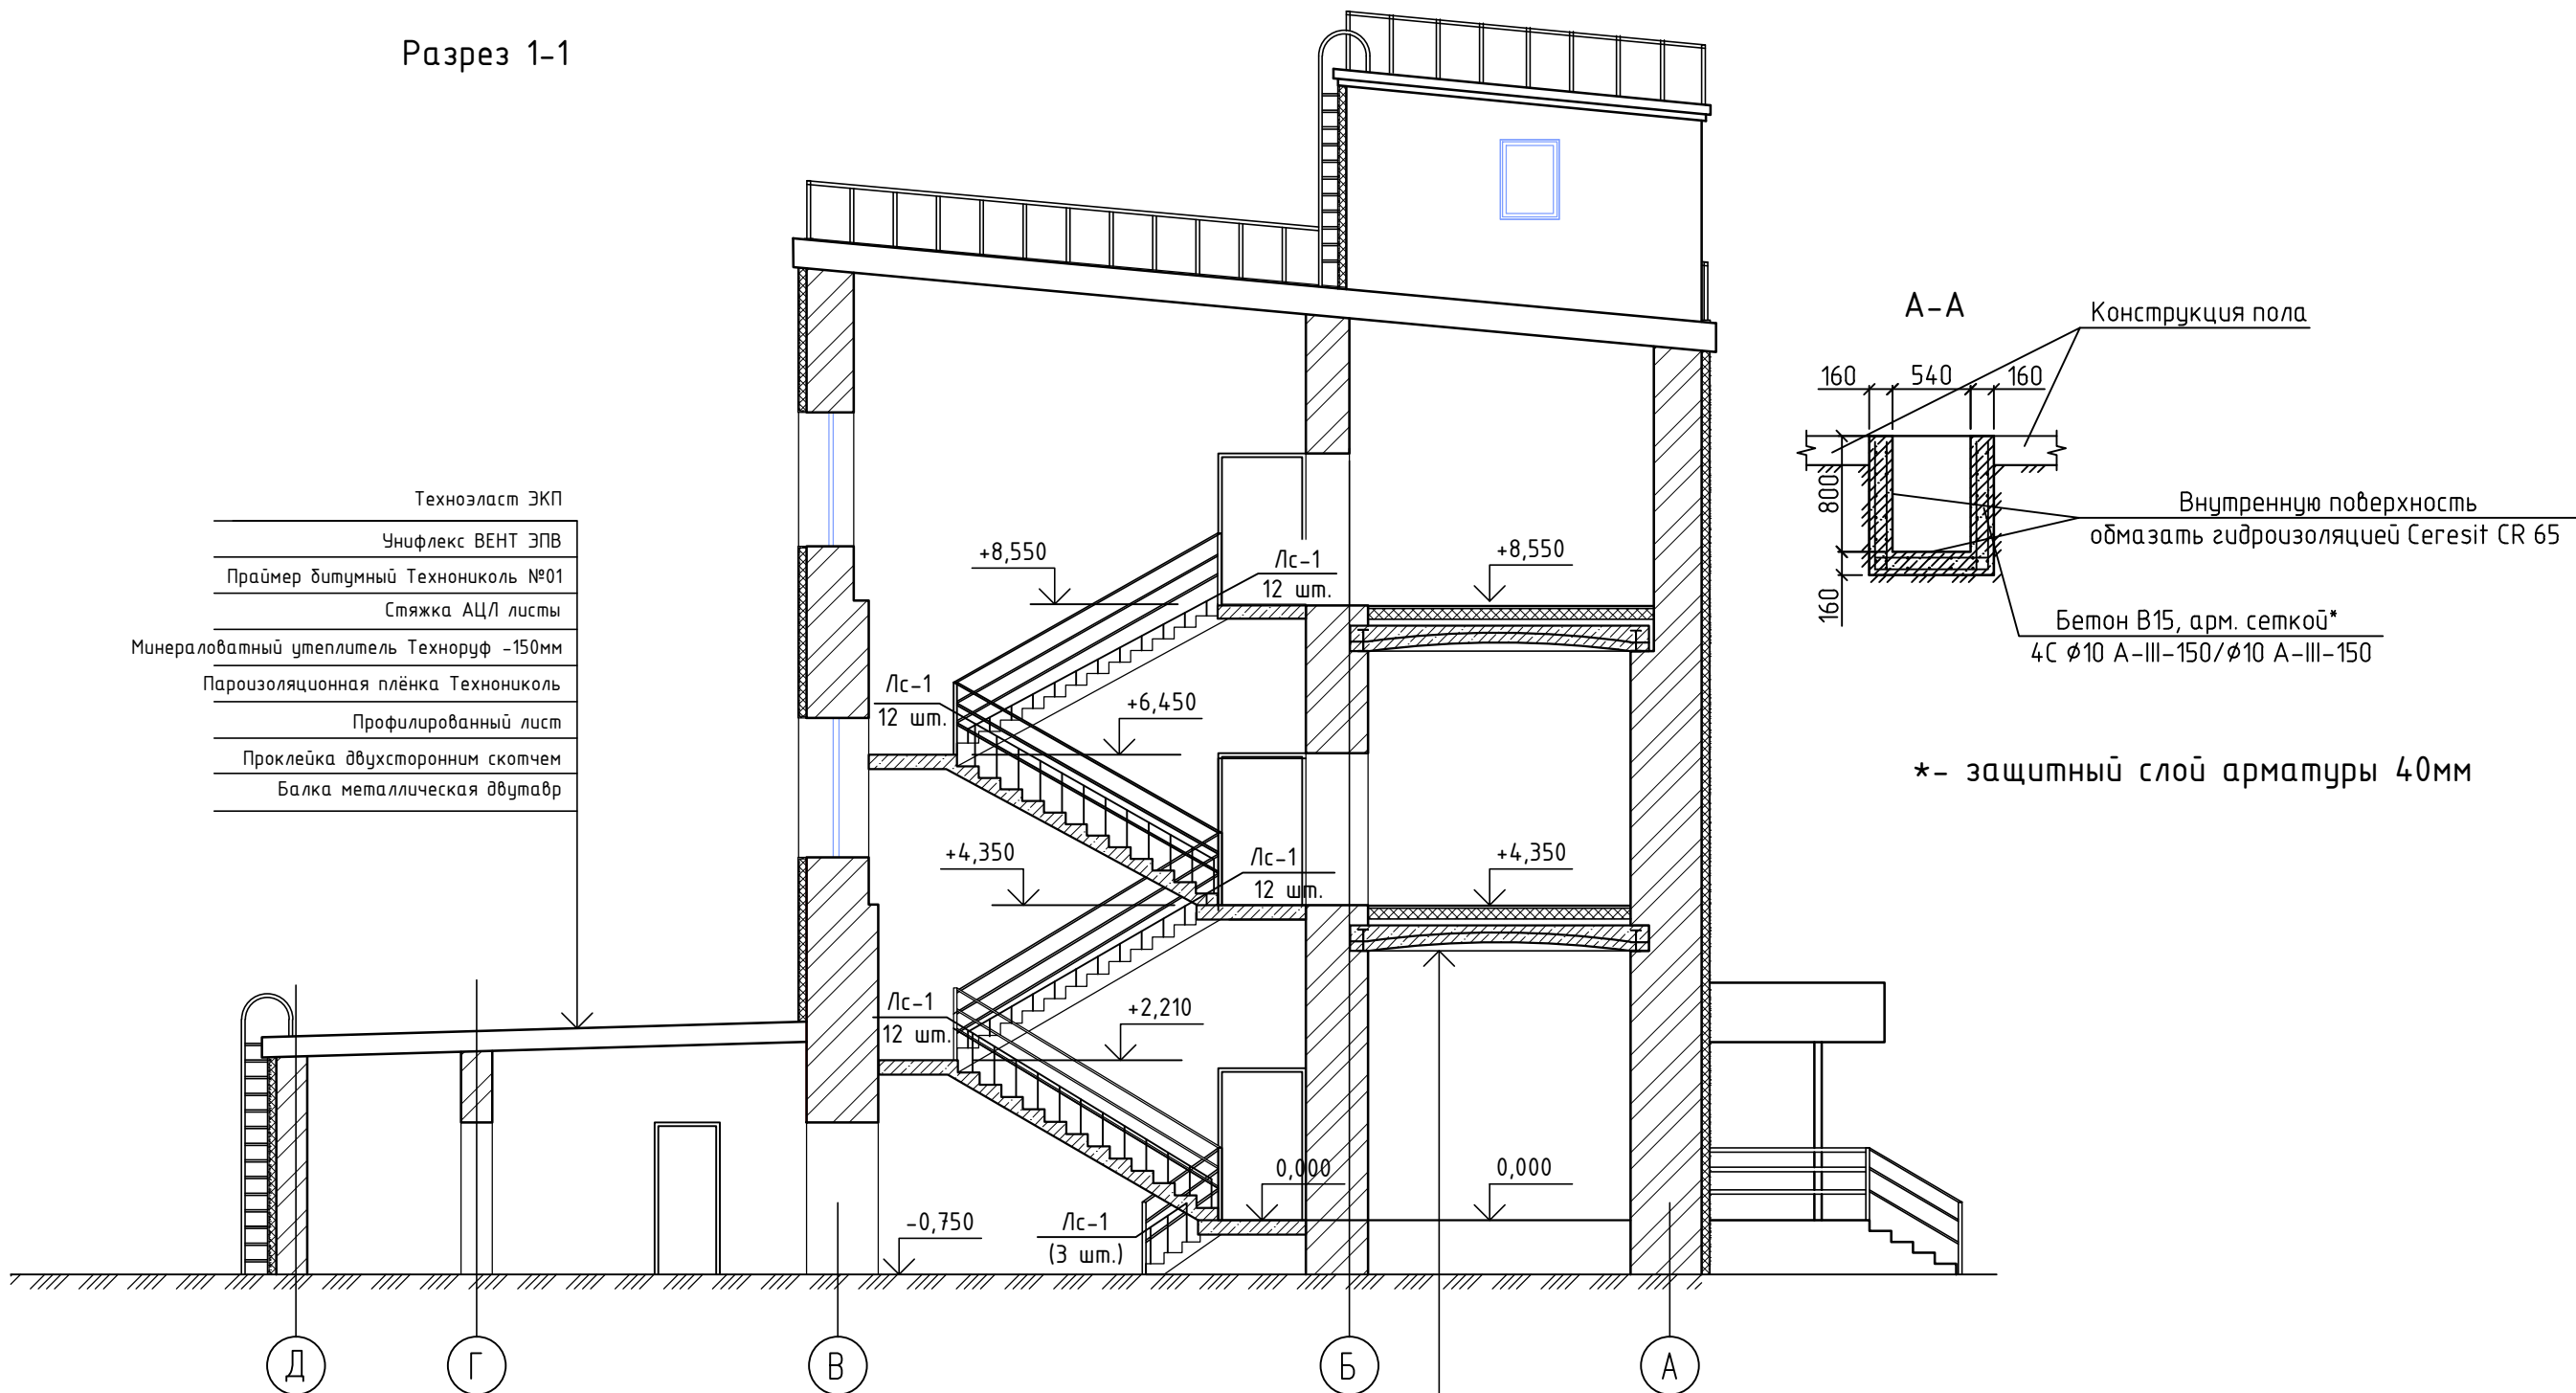 Разрез 1-1
Техноэласт ЭКП
Унифлекс ВЕНТ ЭПВ
Праймер битумный Технониколь №01
Стяжка АЦЛ листы
Минераловатный утеплитель Техноруф -150мм
Пароизоляционная плёнка Технониколь
Профилированный лист
Проклейка двухсторонним скотчем
Балка металлическая двутавр
+8,550
Лс-1
12 шт.
+8,550
Лс-1
12 шт.
+6,450
+4,350
Лс-1
12 шт.
+4,350
Лс-1
12 шт.
+2,210
0,000
0,000
-0,750
Лс-1
(3 шт.)
Д
Г
В
Б
А
А-А
Конструкция пола
160
540
160
800
160
Внутренную поверхность
обмазать гидроизоляцией Ceresit CR 65
Бетон В15, арм. сеткой*
4С ϕ10 А-III-150/ϕ10 А-III-150
*- защитный слой арматуры 40мм